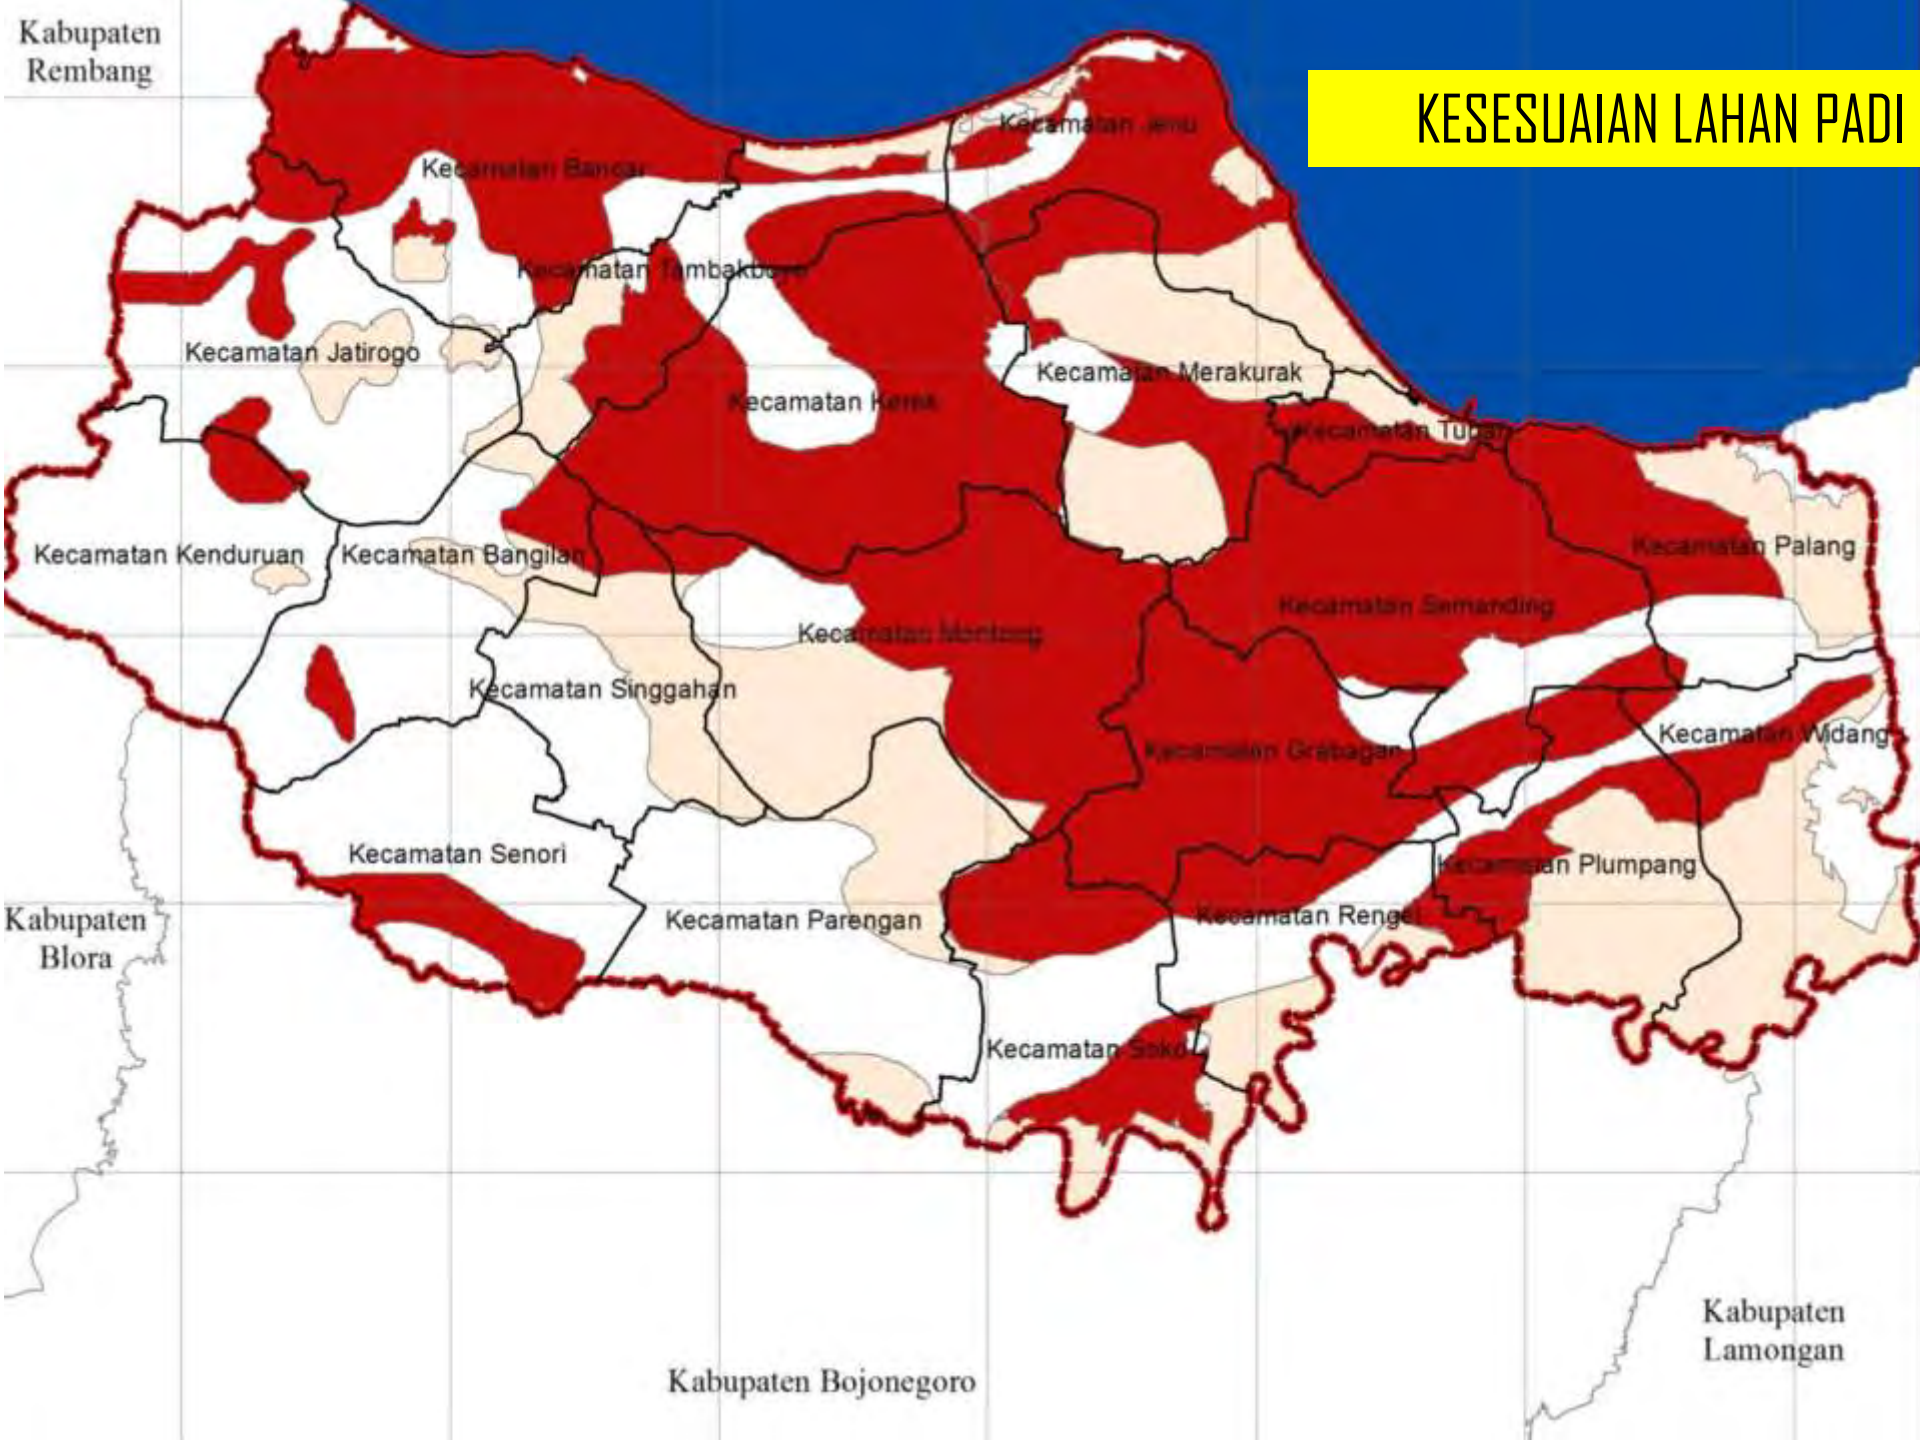 Kabupaten
Rembang
KESESUAIAN LAHAN PADI
Kecamatan Jenu
Kecamatan Bancar
Kecamatan Tambakboyo
Kecamatan Jatirogo
Kecamatan Merakurak
Kecamatan Kerek
Kecamatan Tuban
Kecamatan Kenduruan
Kecamatan Bangilan
Kecamatan Palang
Kecamatan Semanding
Kecamatan Montong
Kecamatan Singgahan
Kecamatan Widang
Kecamatan Grabagan
Kecamatan Senori
Kecamatan Plumpang
Kabupaten
Blora
Kecamatan Parengan
Kecamatan Rengel
Kecamatan Soko
Kabupaten
Lamongan
Kabupaten Bojonegoro